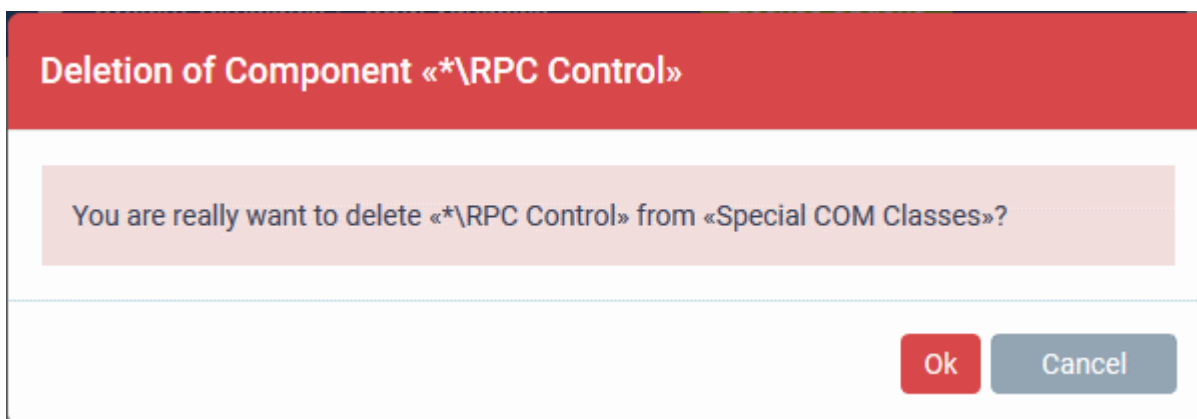 Deletion of Component «*\RPC Control»
You are really want to delete «*\RPC Control» from «Special COM Classes»?
Ok
Cancel